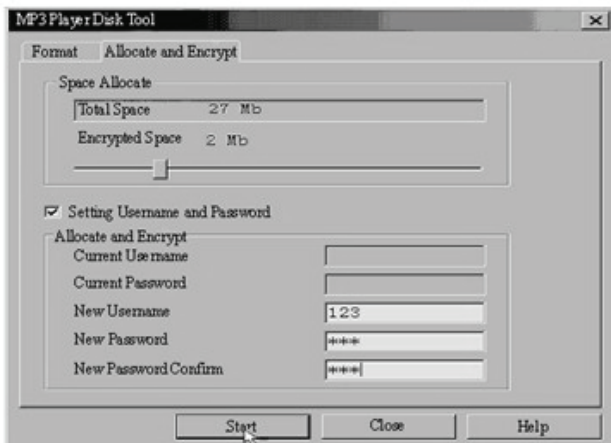 MP3 Player Disk Tool
Format Allocate and Encrypt
Space Allocate
Total Space 27 Mb
Encrypted Space 2 Mb
Setting Username and Password
Allocate and Encrypt
Current Username
Current Password
New Username 123
New Password ***
New Password Confirm ***
Start Close Help